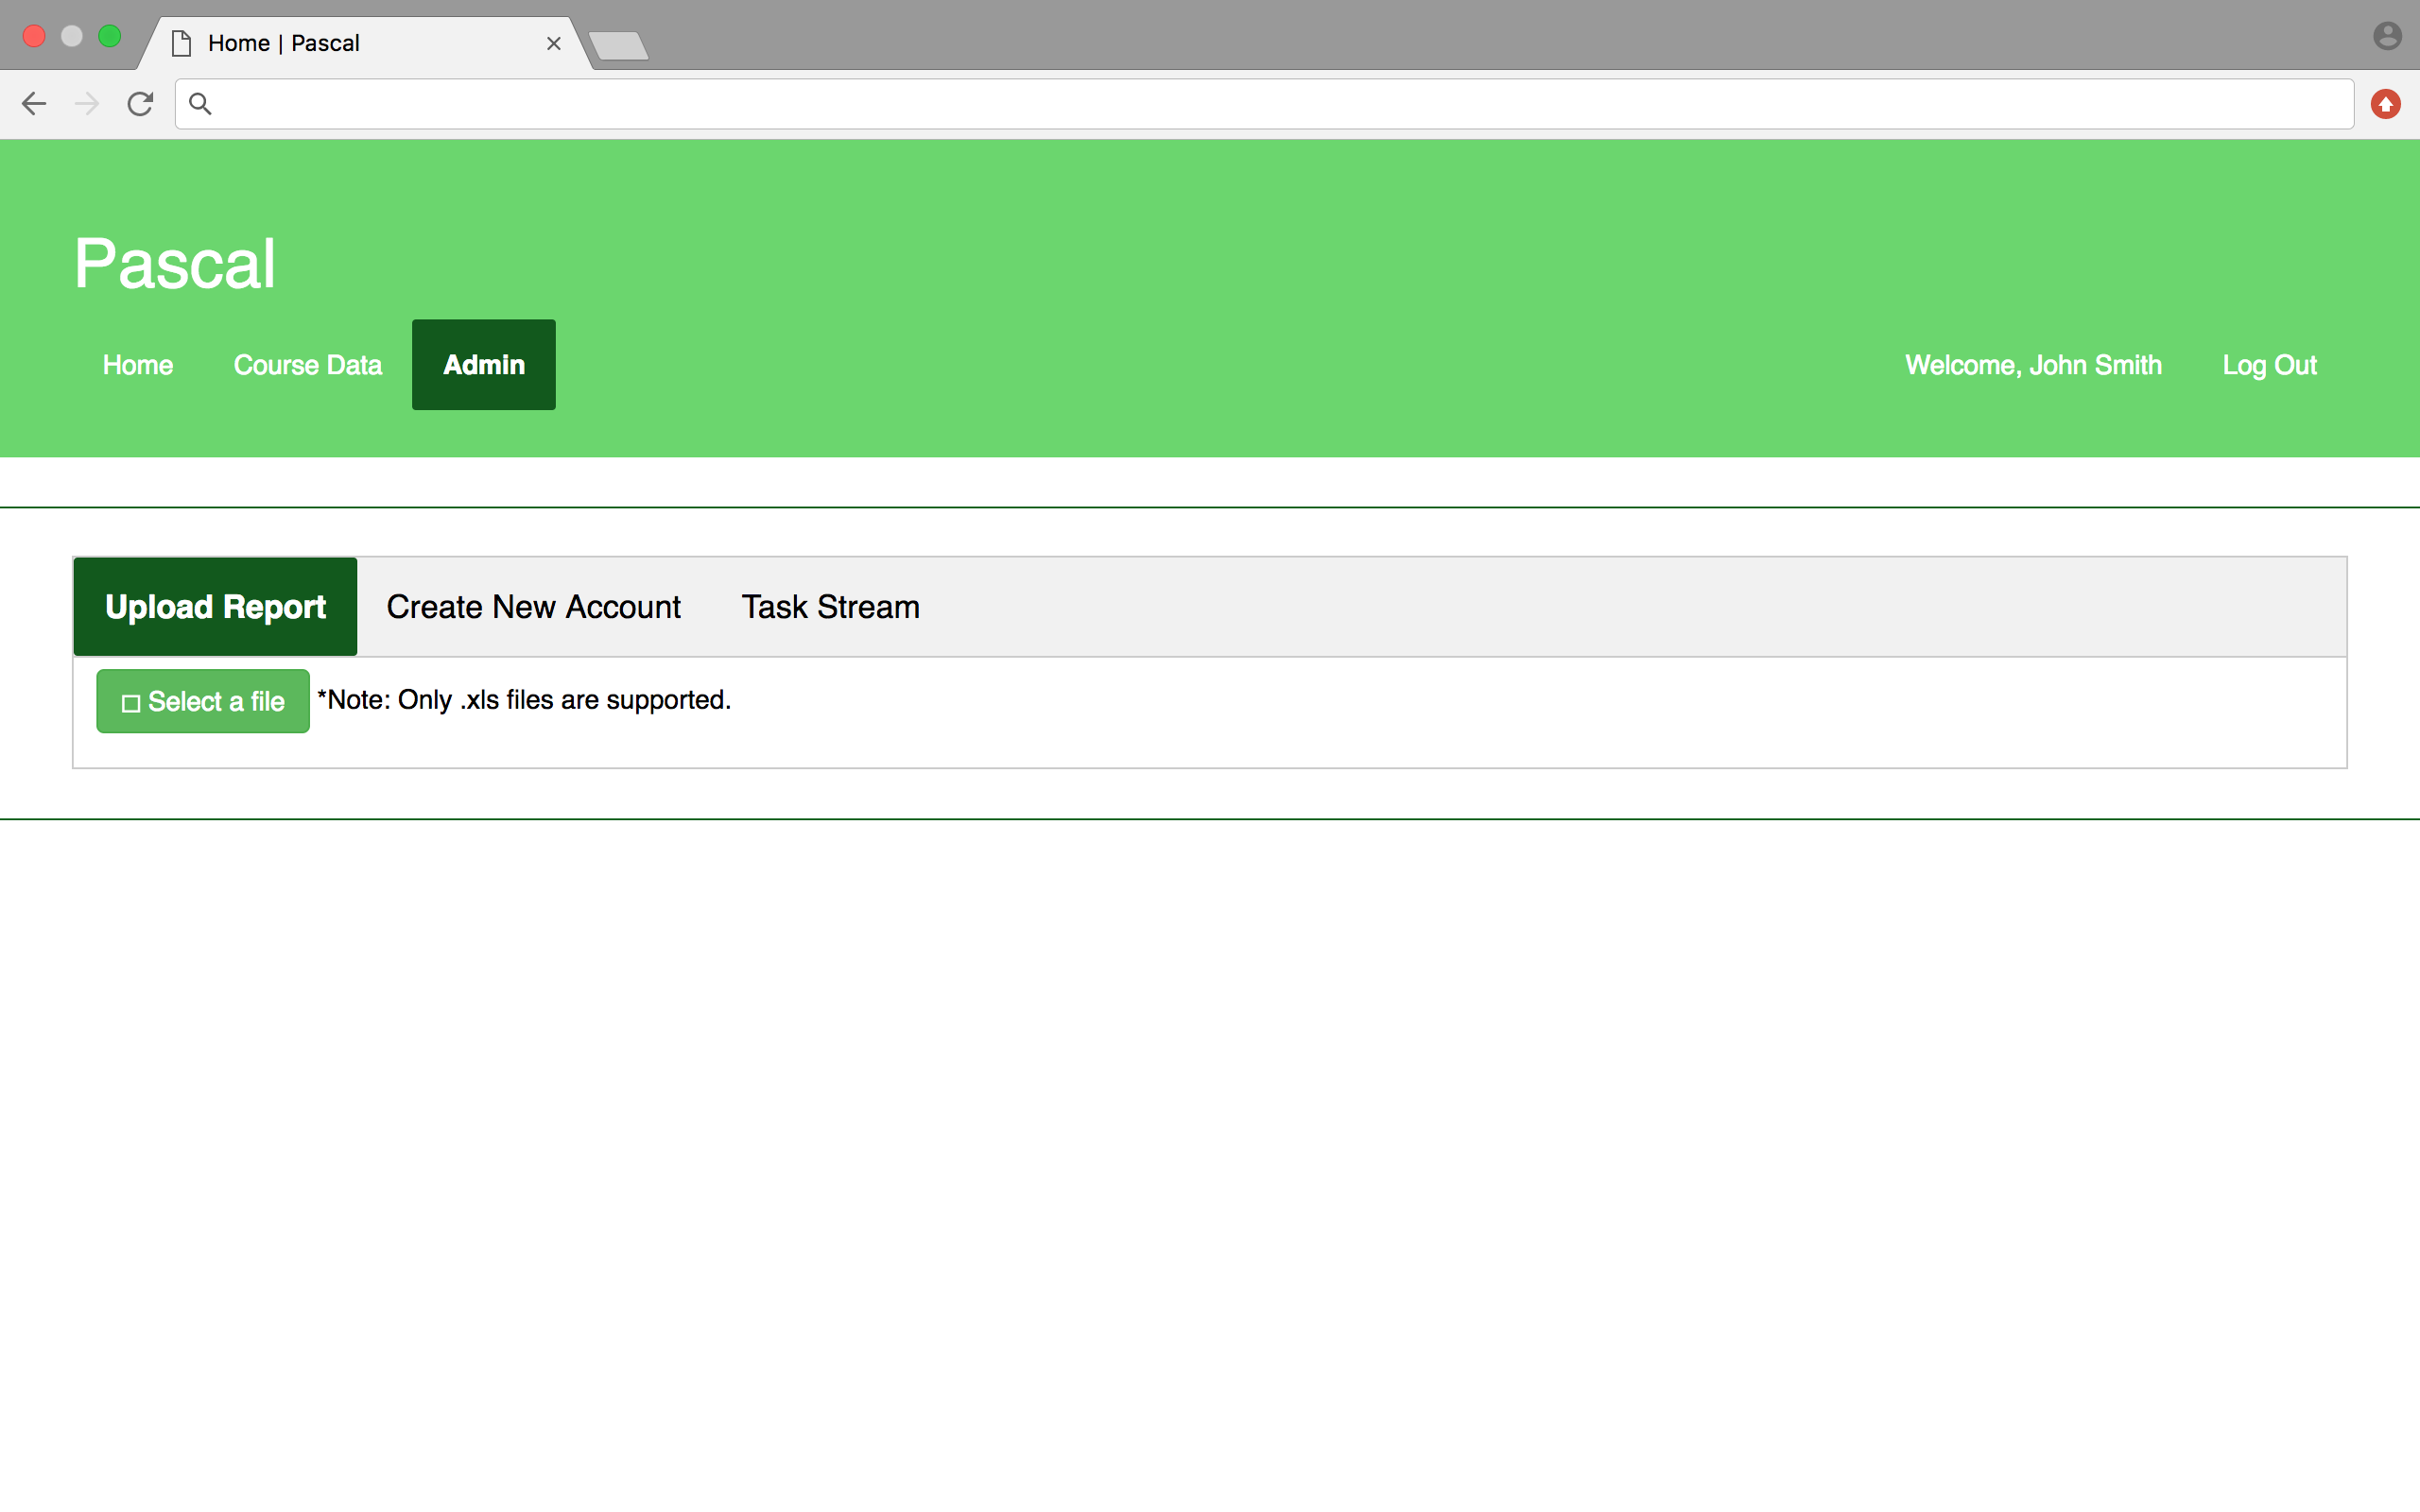 Home | Pascal
Pascal
Home Course Data Admin Welcome, John Smith Log Out
Upload Report Create New Account Task Stream
Select a file *Note: Only .xls files are supported.